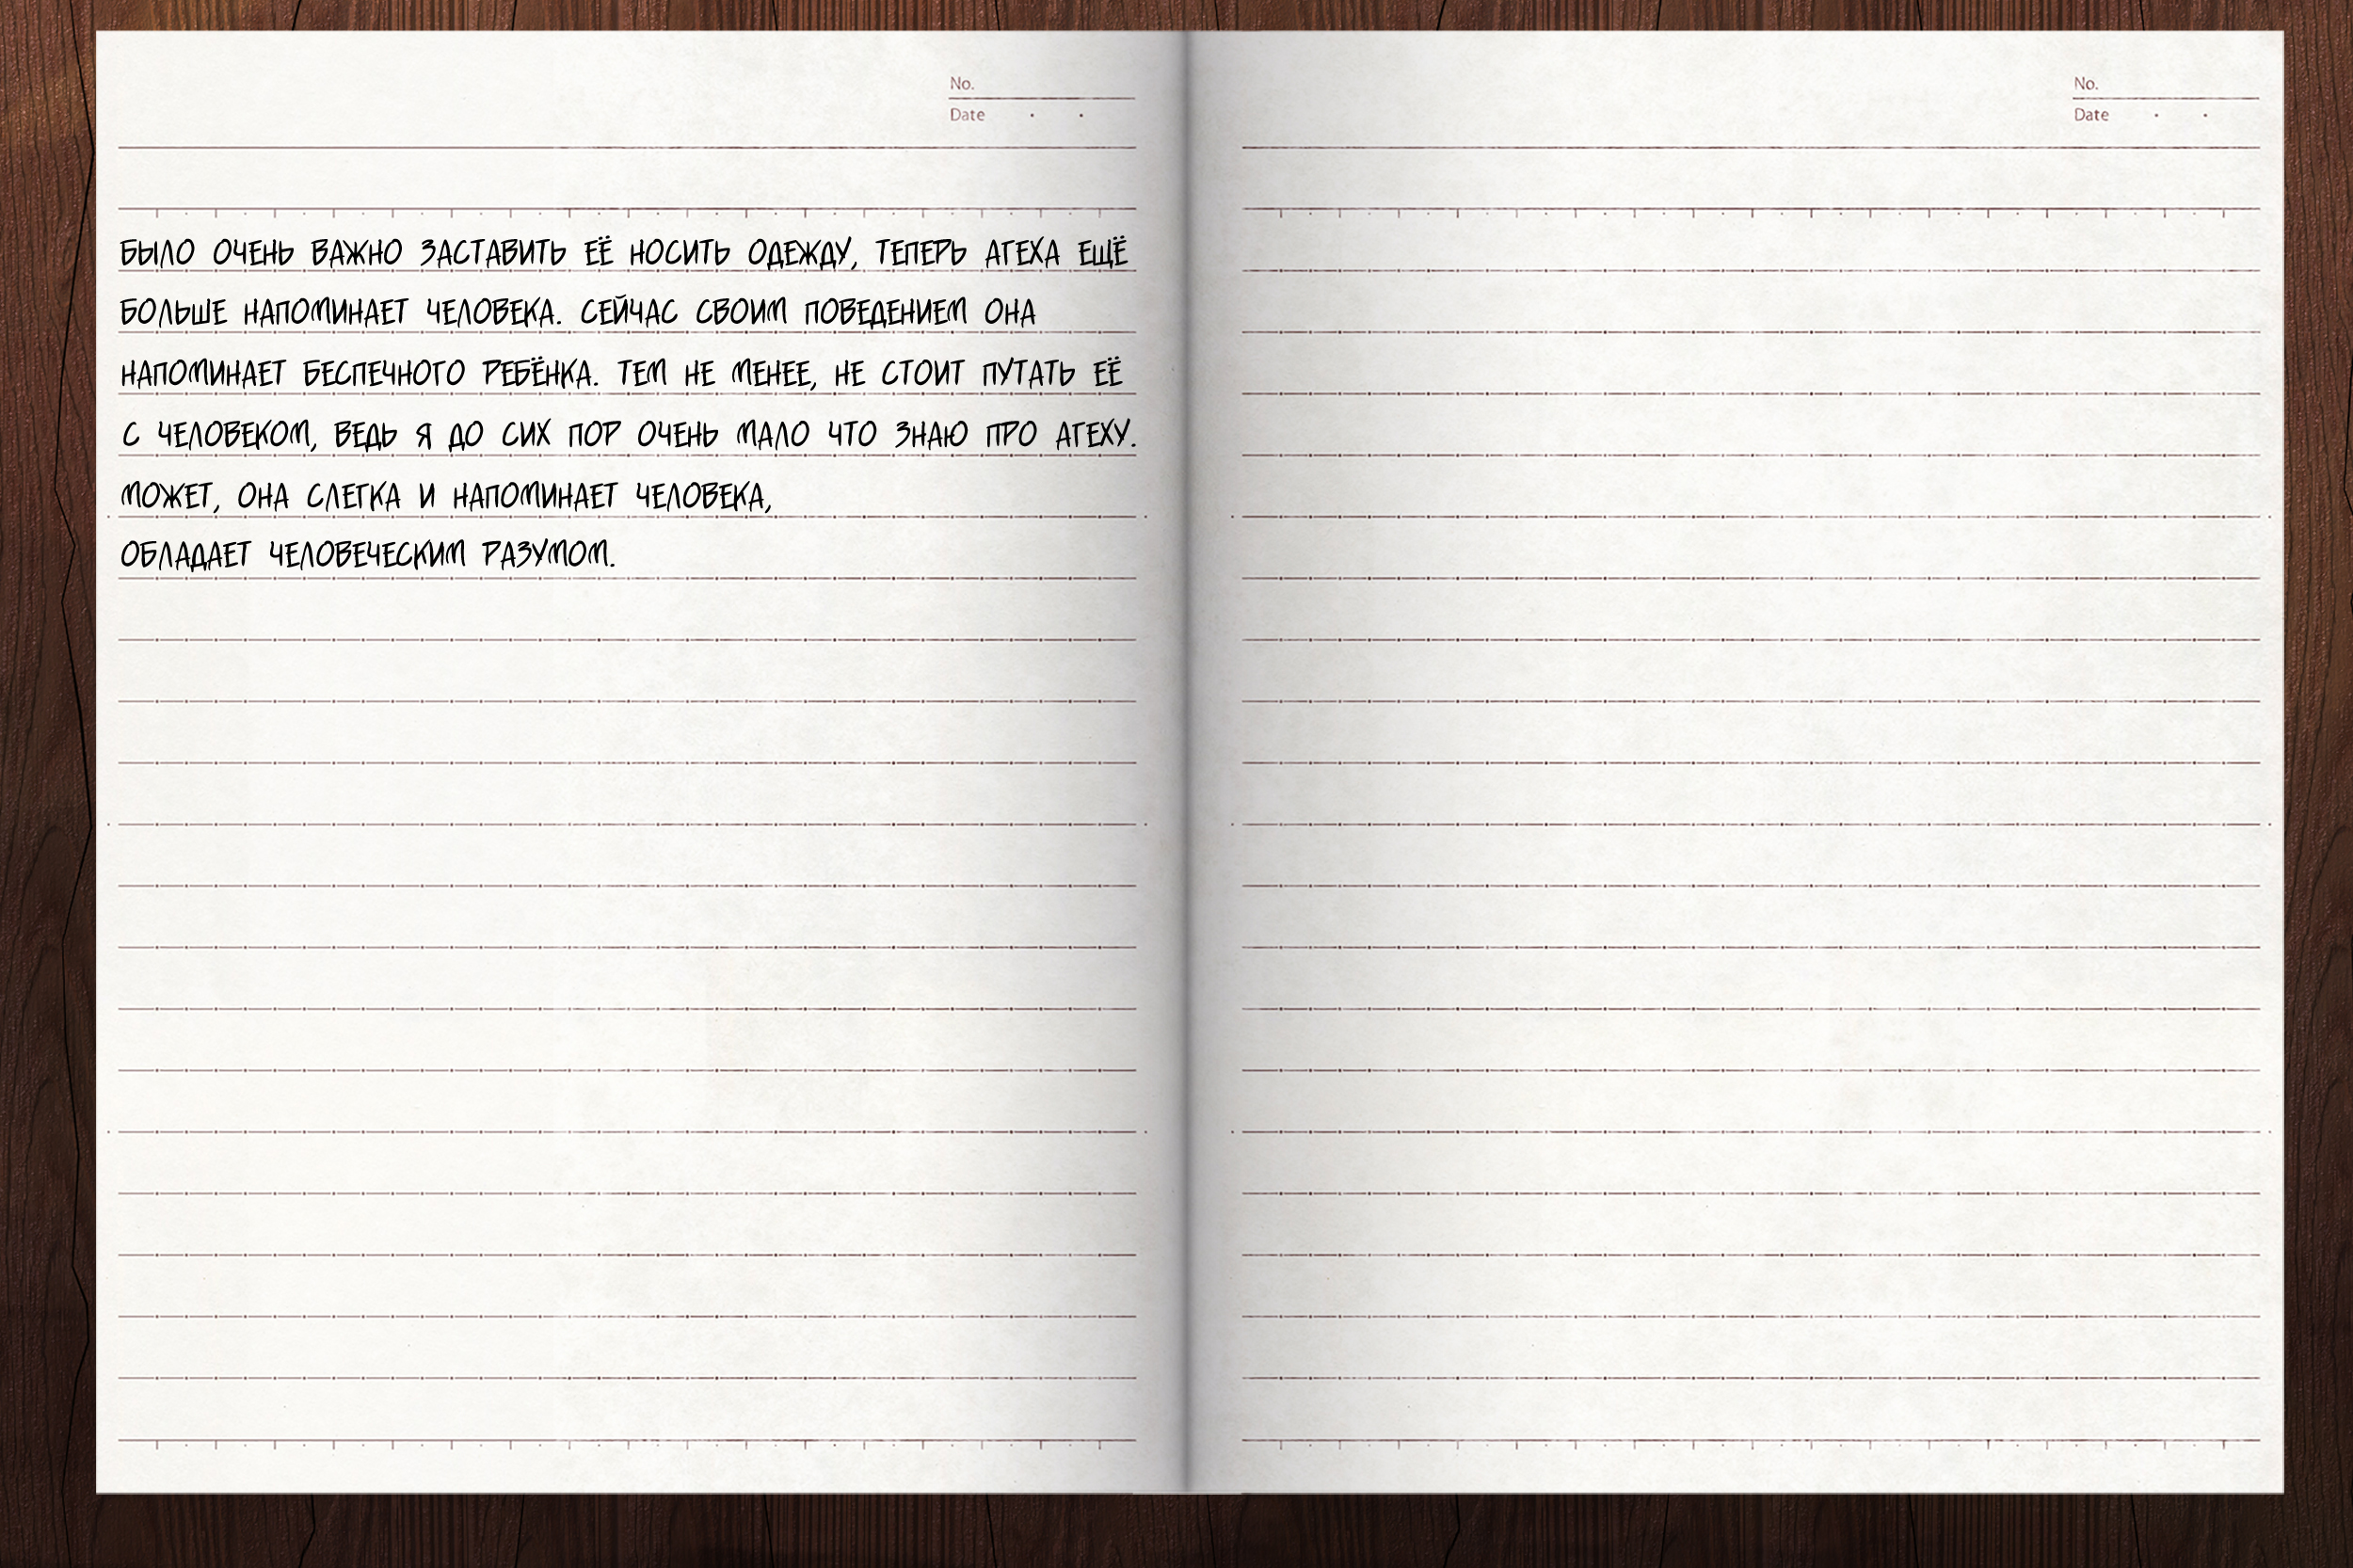 No.
Date . .
No.
Date . .
БЫЛО ОЧЕНЬ ВАЖНО ЗАСТАВИТЬ ЕЁ НОСИТЬ ОДЕЖДУ, ТЕПЕРЬ АГЕХА ЕЩЁ
БОЛЬШЕ НАПОМИНАЕТ ЧЕЛОВЕКА. СЕЙЧАС СВОИМ ПОВЕДЕНИЕМ ОНА
НАПОМИНАЕТ БЕСПЕЧНОГО РЕБЁНКА. ТЕМ НЕ МЕНЕЕ, НЕ СТОИТ ПУТАТЬ ЕЁ
С ЧЕЛОВЕКОМ, ВЕДЬ Я ДО СИХ ПОР ОЧЕНЬ МАЛО ЧТО ЗНАЮ ПРО АГЕХУ.
МОЖЕТ, ОНА СЛЕГКА И НАПОМИНАЕТ ЧЕЛОВЕКА,
ОБЛАДАЕТ ЧЕЛОВЕЧЕСКИМ РАЗУМОМ.